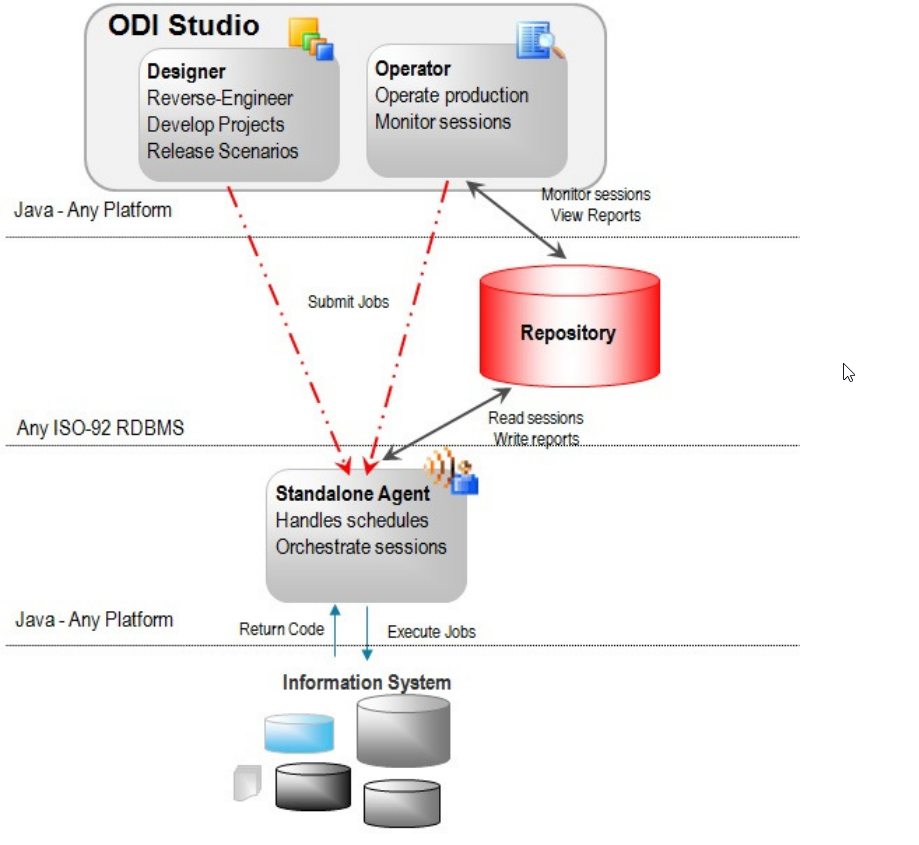 ODI Studio
Designer
Reverse-Engineer
Develop Projects
Release Scenarios
Operator
Operate production
Monitor sessions
Monitor sessions
View Reports
Java - Any Platform
Submit Jobs
Repository
Any ISO-92 RDBMS
Read sessions
Write reports
Standalone Agent
Handles schedules
Orchestrate sessions
Java - Any Platform
Return Code
Execute Jobs
Information System